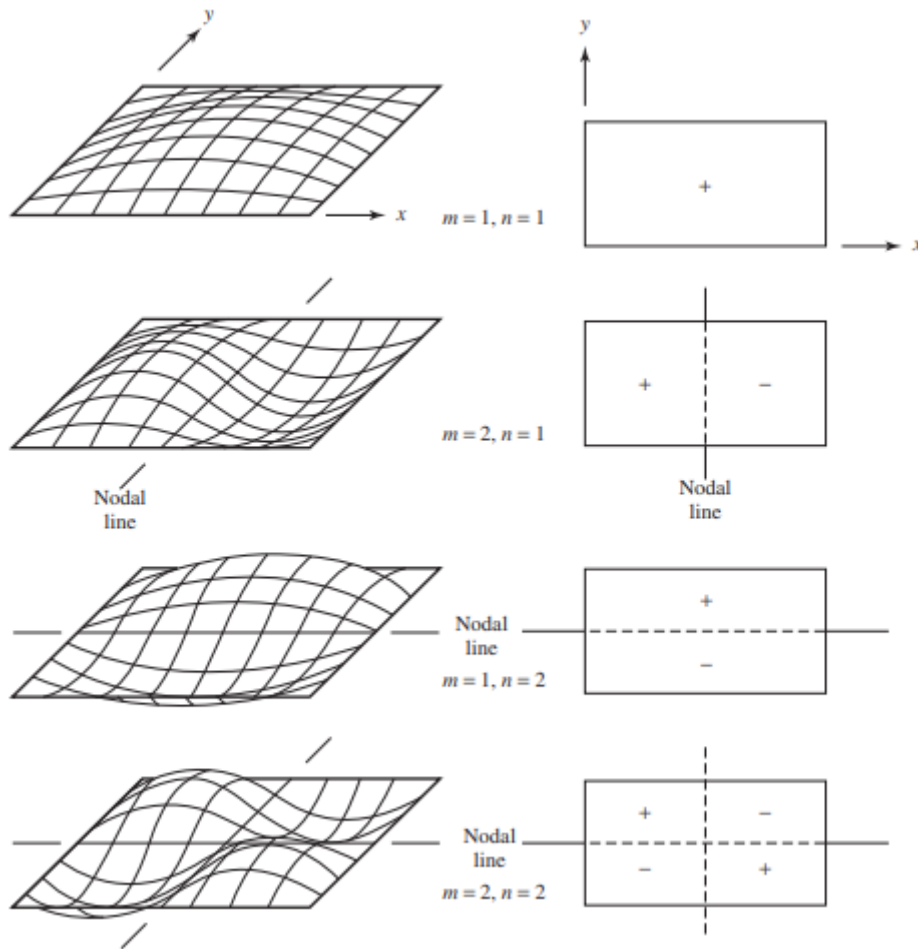 y
y
x
m = 1, n = 1
+
x
m = 2, n = 1
+ −
Nodal
line
Nodal
line
+
Nodal
line
−
m = 1, n = 2
+ −
Nodal
line
− +
m = 2, n = 2